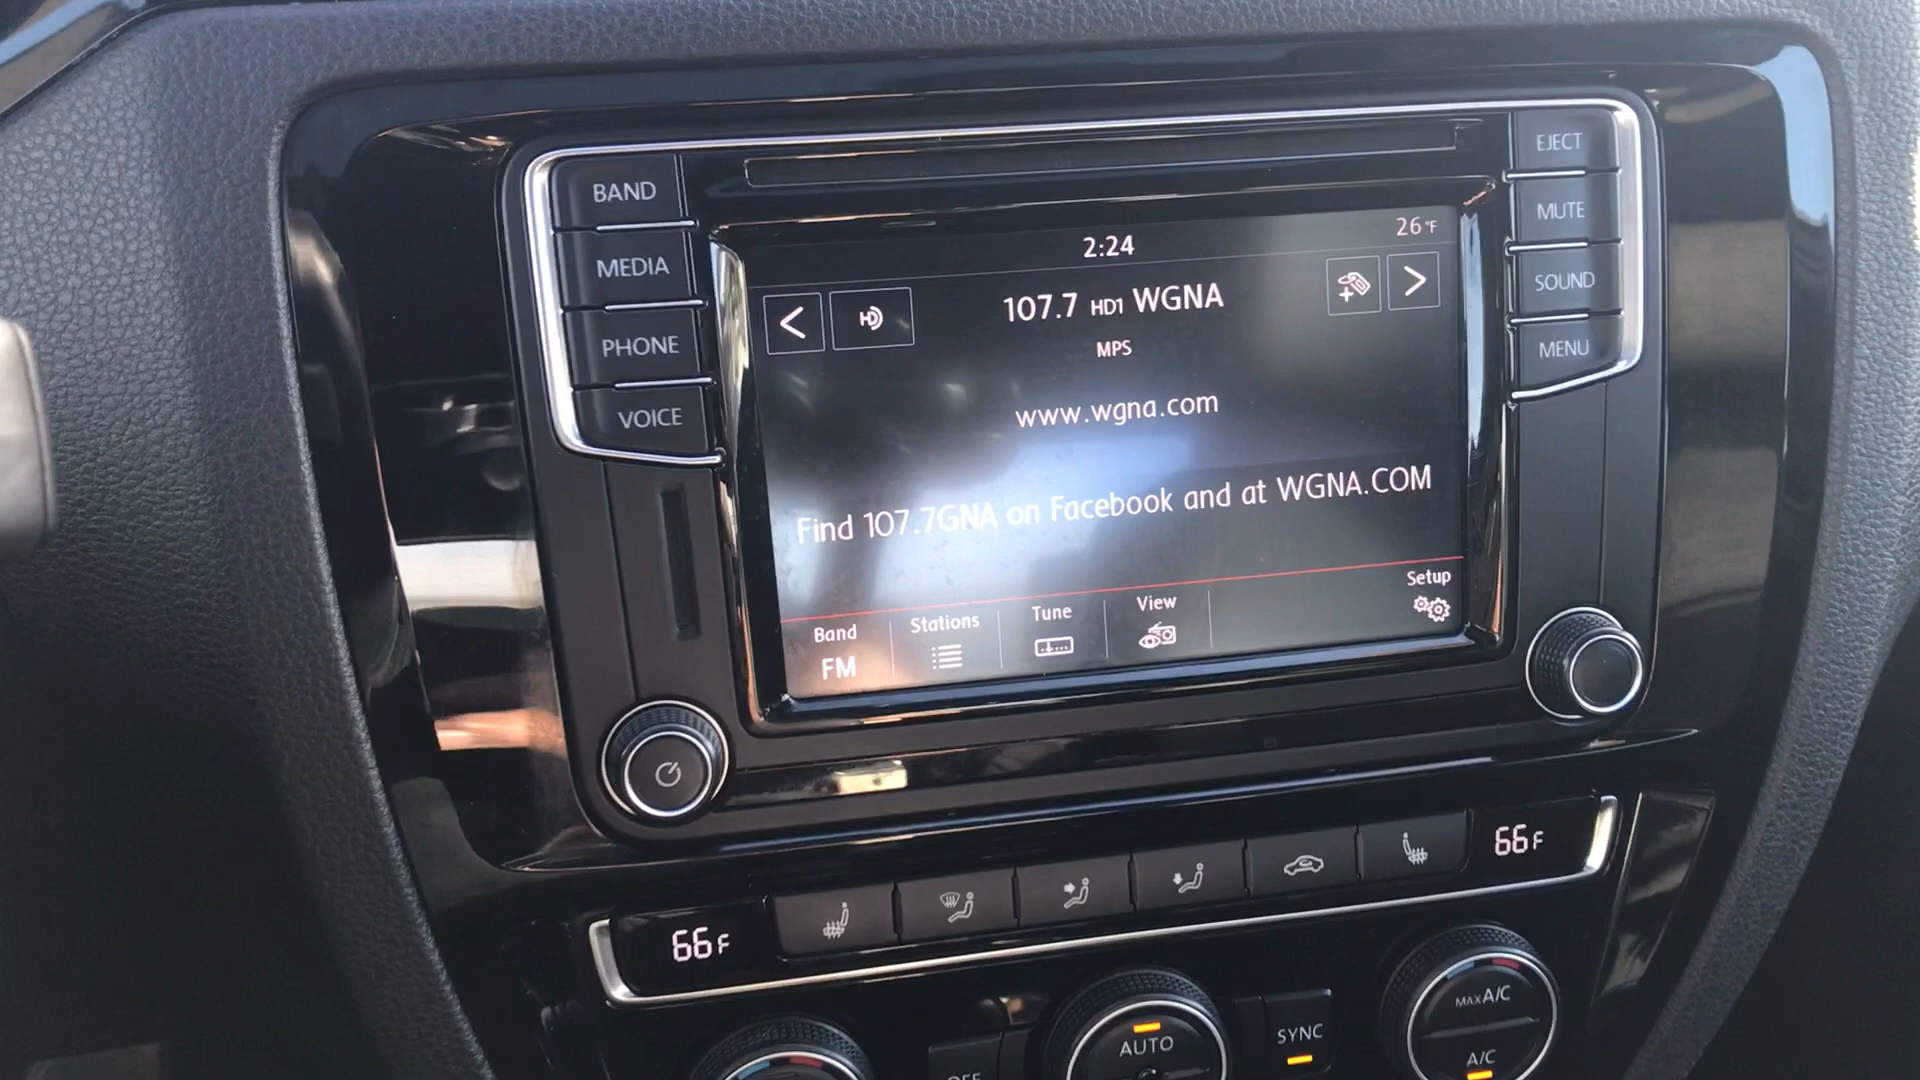 BAND
MEDIA
PHONE
VOICE
EJECT
MUTE
SOUND
MENU
2:24
26°F
HD
107.7 HD1 WGNA
MPS
www.wgna.com
Find 107.7GNA on Facebook and at WGNA.COM
Band
FM
Stations
Tune
View
Setup
66F
66F
OFF
AUTO
SYNC
MAX A/C
A/C